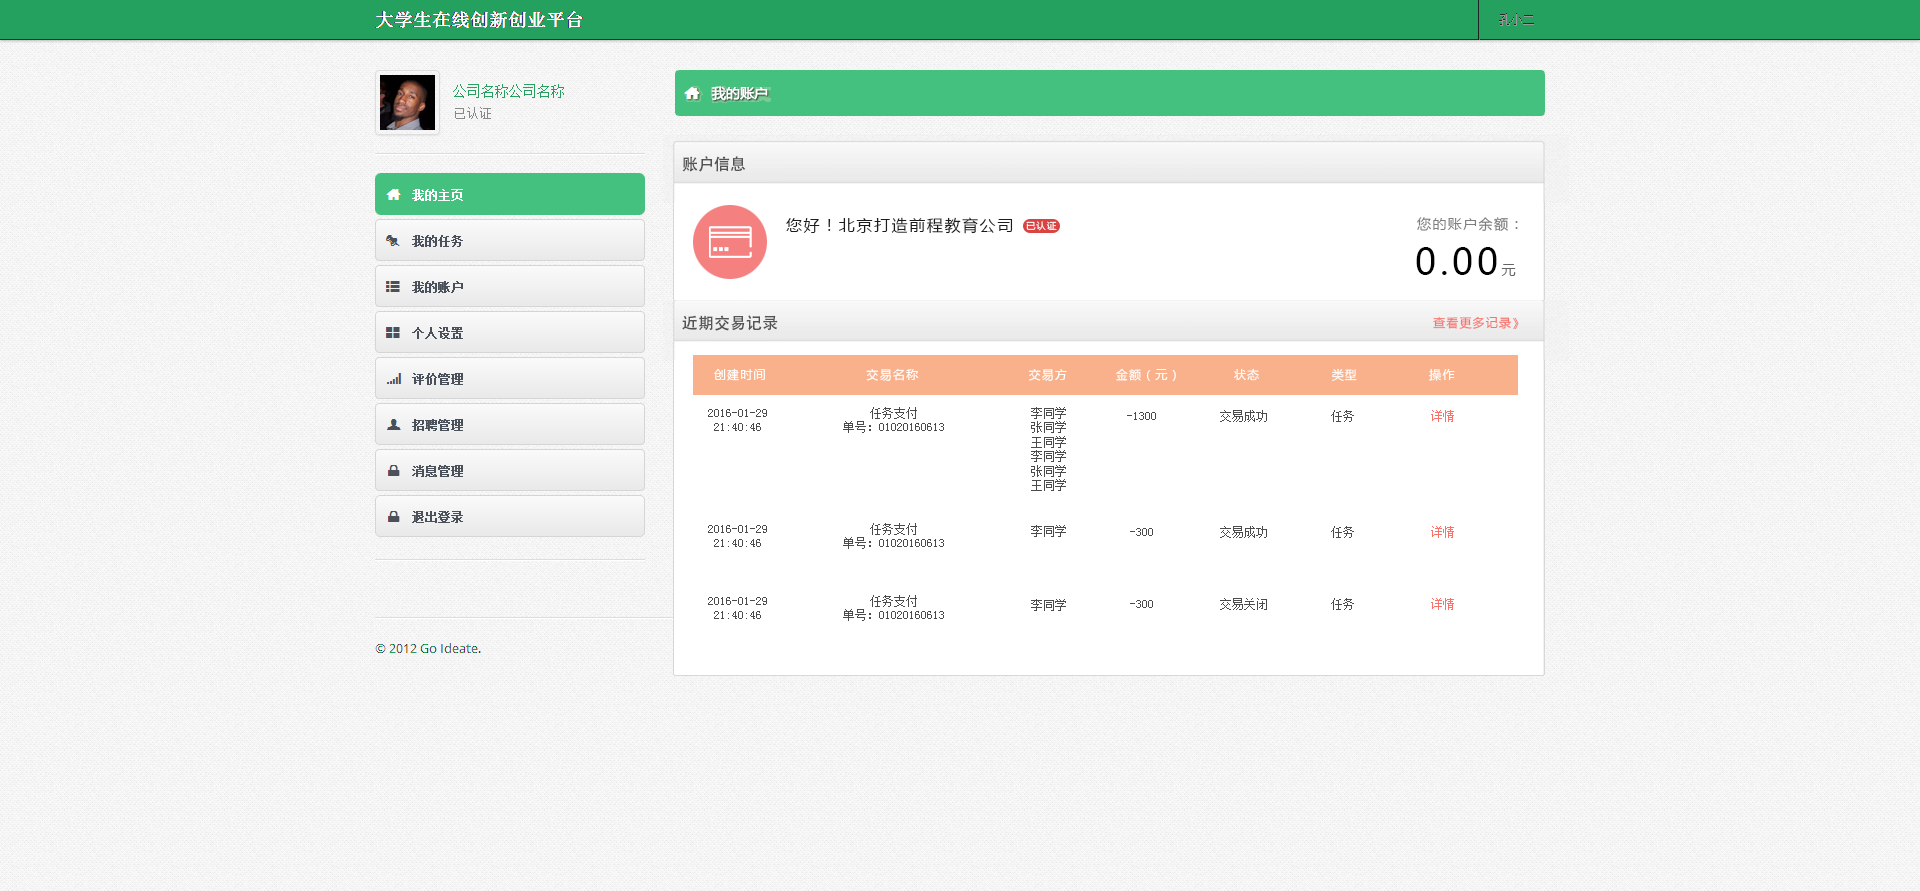 大学生在线创新创业平台
孔小二
公司名称公司名称
已认证
我的主页
我的任务
我的账户
个人设置
评价管理
招聘管理
消息管理
退出登录
© 2012 Go Ideate.
我的账户
账户信息
您好！北京打造前程教育公司 已认证
您的账户余额：
0.00元
近期交易记录
查看更多记录》
创建时间 交易名称 交易方 金额（元） 状态 类型 操作
2016-01-29 任务支付 李同学 -1300 交易成功 任务 详情
21:40:46 单号：01020160613 张同学
王同学
李同学
张同学
王同学
2016-01-29 任务支付 李同学 -300 交易成功 任务 详情
21:40:46 单号：01020160613
2016-01-29 任务支付 李同学 -300 交易关闭 任务 详情
21:40:46 单号：01020160613